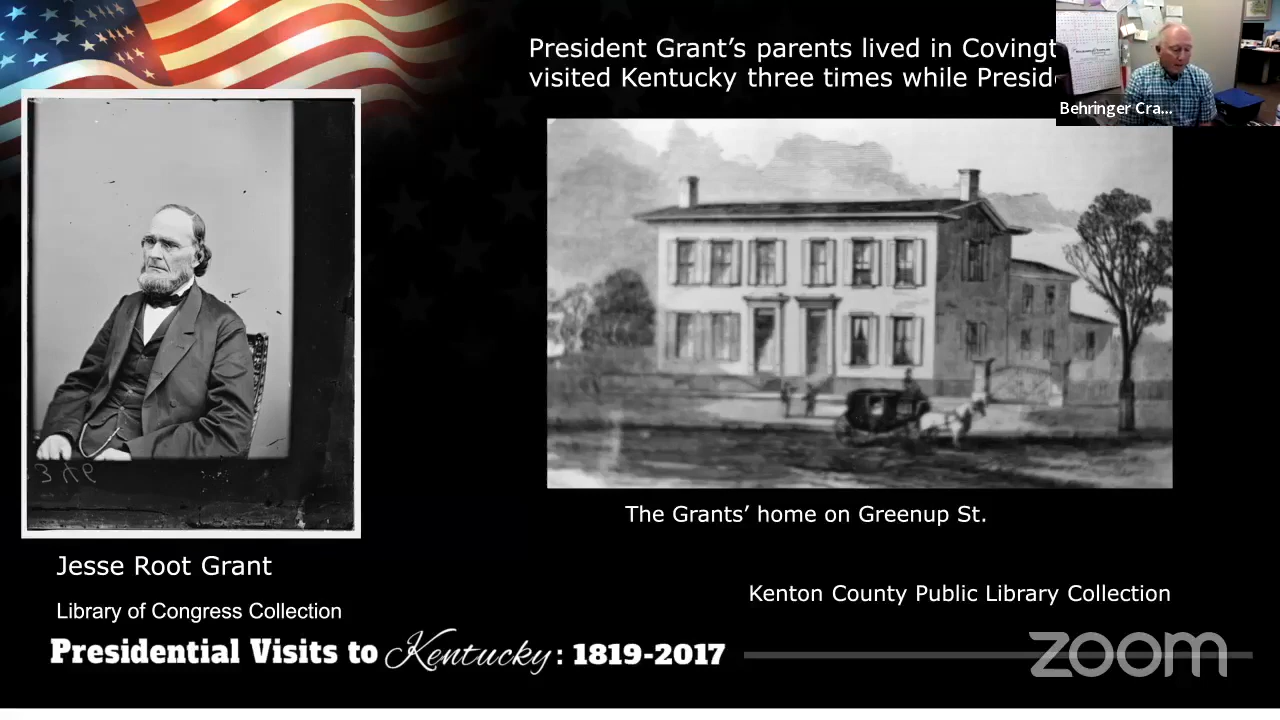 President Grant’s parents lived in Covingt
visited Kentucky three times while Presid
Behringer Cra...
The Grants’ home on Greenup St.
Jesse Root Grant
Library of Congress Collection
Kenton County Public Library Collection
Presidential Visits to Kentucky: 1819-2017
zoom